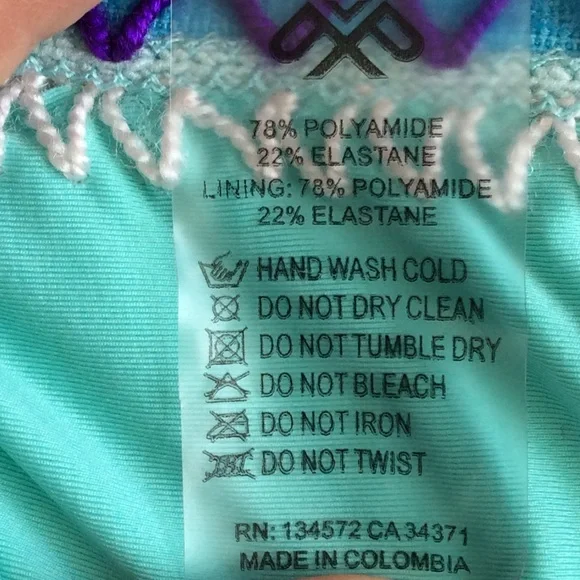 78% POLYAMIDE
22% ELASTANE
LINING: 78% POLYAMIDE
22% ELASTANE
HAND WASH COLD
DO NOT DRY CLEAN
DO NOT TUMBLE DRY
DO NOT BLEACH
DO NOT IRON
DO NOT TWIST
RN: 134572 CA 34371
MADE IN COLOMBIA